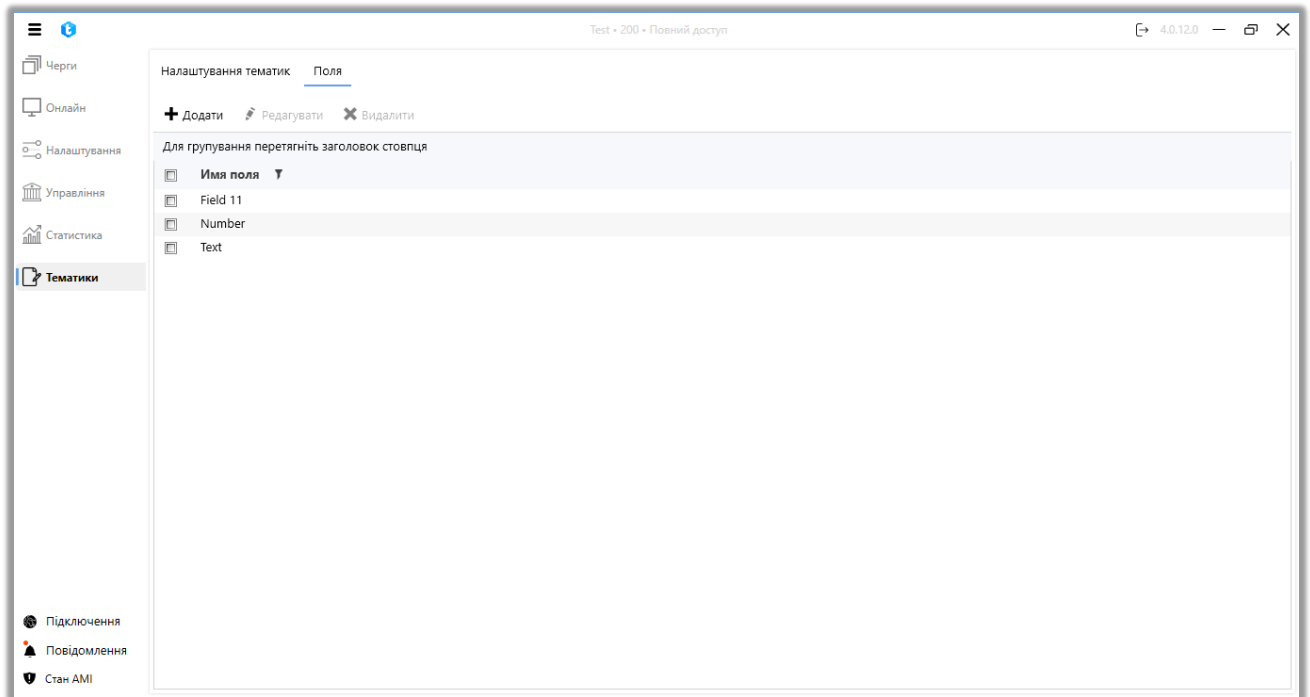 Test • 200 • Повний доступ
4.0.12.0
Черги
Онлайн
Налаштування
Управління
Статистика
Тематики
Налаштування тематик Поля
Додати Редагувати Видалити
Для групування перетягніть заголовок стовпця
Имя поля
Field 11
Number
Text
Підключення
Повідомлення
Стан AMI